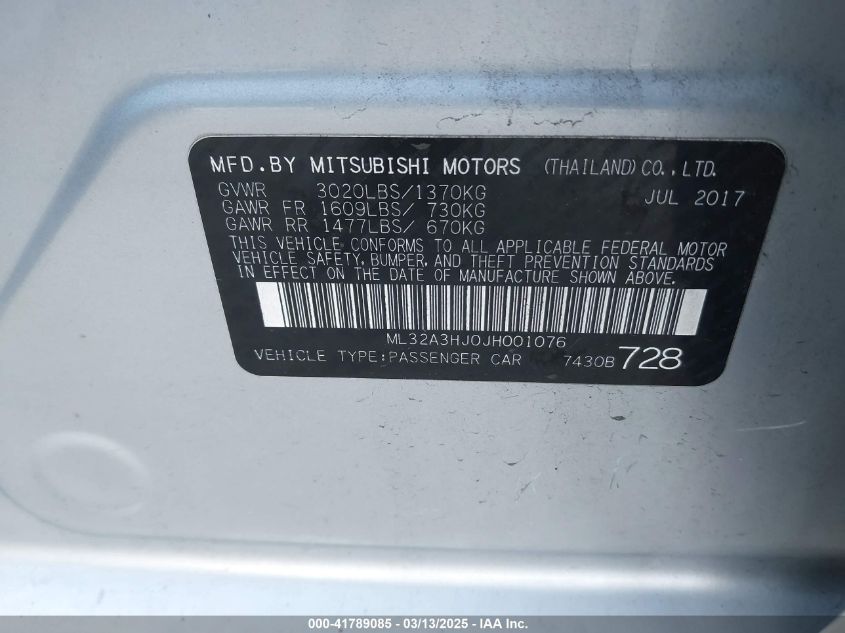 MFD.BY MITSUBISHI MOTORS (THAILAND)CO.,LTD.
GVWR 3020LBS/1370KG JUL 2017
GAWR FR 1609LBS/ 730KG
GAWR RR 1477LBS/ 670KG
THIS VEHICLE CONFORMS TO ALL APPLICABLE FEDERAL MOTOR
VEHICLE SAFETY, BUMPER, AND THEFT PREVENTION STANDARDS
IN EFFECT ON THE DATE OF MANUFACTURE SHOWN ABOVE.
ML32A3HJ0JH001076
VEHICLE TYPE:PASSENGER CAR 7430B 728
000-41789085 - 03/13/2025 - IAA Inc.